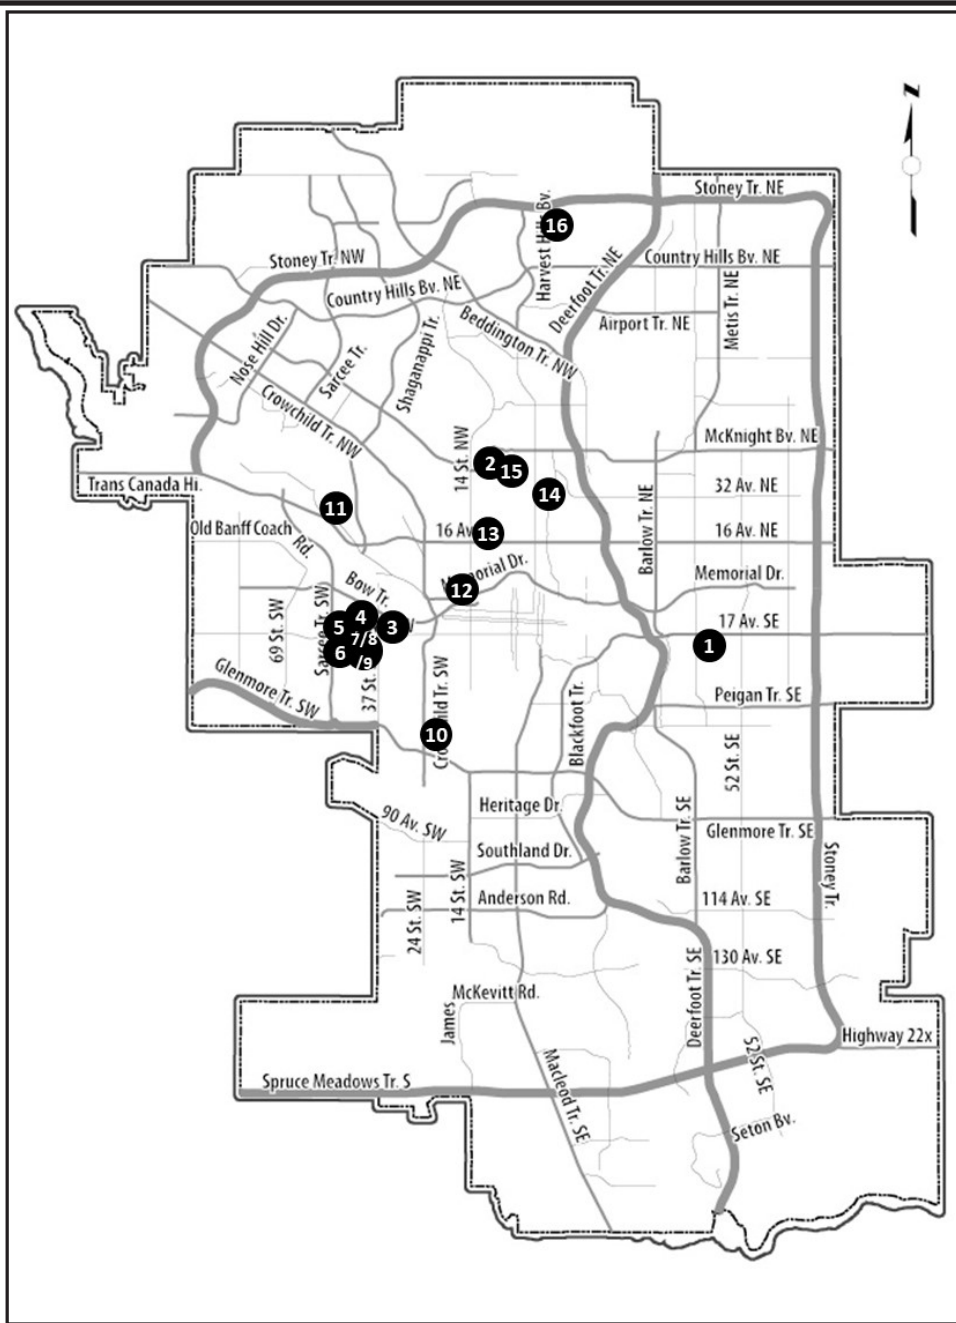 N
Stoney Tr. NE
Harvest Hills Bv.
16
Stoney Tr. NW
Country Hills Bv. NE
Country Hills Bv. NE
Deerfoot Tr. NE
Metis Tr. NE
Airport Tr. NE
Beddington Tr. NW
Nose Hill Dr.
Sarcee Tr.
Shaganappi Tr.
Crowchild Tr. NW
14 St. NW
McKnight Bv. NE
2
15
Trans Canada Hi.
14
32 Av. NE
11
Barlow Tr. NE
Old Banff Coach
Rd.
16 Av
13
16 Av. NE
Memorial Dr.
12
Memorial Dr.
Bow Tr.
69 St. SW
Sarcee Tr. SW
4
5
3
7/8
6
/9
17 Av. SE
1
37 St.
Glenmore Tr. SW
Crowchild Tr. SW
10
Blackfoot Tr.
Peigan Tr. SE
52 St. SE
Heritage Dr.
90 Av. SW
Barlow Tr. SE
Glenmore Tr. SE
Southland Dr.
Stoney Tr.
14 St. SW
Anderson Rd.
114 Av. SE
24 St. SW
130 Av. SE
Deerfoot Tr. SE
McKevitt Rd.
James
Highway 22x
Macleod Tr. SE
52 St. SE
Spruce Meadows Tr. S
Seton Bv.